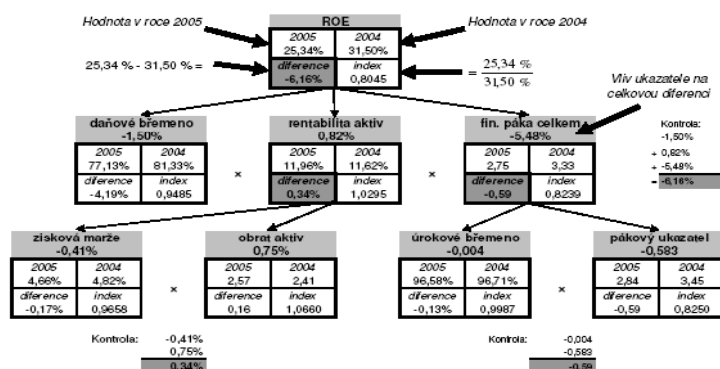 ROE
Hodnota v roce 2005
Hodnota v roce 2004
2005 2004
25,34% 31,50%
25,34 % - 31,50 % =
diference index
-6,16% 0,8045
= 25,34 %
31,50 %
Vliv ukazatele na
celkovou diferenci
daňové břemeno
-1,50%
2005 2004
77,13% 81,33%
diference index
-4,19% 0,9485
×
rentabilita aktiv
0,82%
2005 2004
11,96% 11,62%
diference index
0,34% 1,0295
×
fin. páka celkem
-5,48%
2005 2004
2,75 3,33
diference index
-0,59 0,8239
Kontrola:
-1,50%
+ 0,82%
+ -5,48%
= -6,16%
zisková marže
-0,41%
2005 2004
4,66% 4,82%
diference index
-0,17% 0,9658
×
obrat aktiv
0,75%
2005 2004
2,57 2,41
diference index
0,16 1,0660
úrokové břemeno
-0,004
2005 2004
96,58% 96,71%
diference index
-0,13% 0,9987
×
pákový ukazatel
-0,583
2005 2004
2,84 3,45
diference index
-0,59 0,8250
Kontrola: -0,41%
0,75%
0,34%
Kontrola: -0,004
-0,583
-0,59